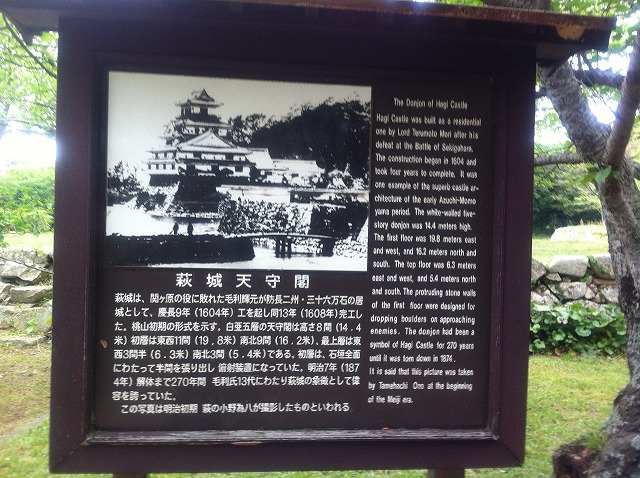 萩城天守閣
萩城は、関ヶ原の役に敗れた毛利輝元が防長二州・三十六万石の居
城として、慶長9年（1604年）工を起し同13年（1608年）完工し
た。桃山初期の形式を示す。白亜五層の天守閣は高さ8間（14．4
米）初層は東西11間（19．8米）南北9間（16．2米）、最上層は東
西3間半（6．3米）南北3間（5．4米）である。初層は、石垣全面
にわたって半間を張り出し俯射装置になっていた。明治7年（187
4年）解体まで270年間 毛利氏13代にわたり萩城の象徴として偉
容を誇っていた。
この写真は明治初期 萩の小野為八が撮影したものといわれる
The Donjon of Hagi Castle
Hagi Castle was built as a residential
one by Lord Terumoto Mori after his
defeat at the Battle of Sekigahara.
The construction began in 1604 and
took four years to complete. It was
one example of the superb castle ar-
chitecture of the early Azuchi-Momo
yama period. The white-walled five-
story donjon was 14.4 meters high.
The first floor was 19.8 meters east
and west, and 16.2 meters north and
south. The top floor was 6.3 meters
east and west, and 5.4 meters north
and south. The protruding stone walls
of the first floor were designed for
dropping boulders on approaching
enemies. The donjon had been a
symbol of Hagi Castle for 270 years
until it was torn down in 1874.
It is said that this picture was taken
by Tamehachi Ono at the beginning
of the Meiji era.